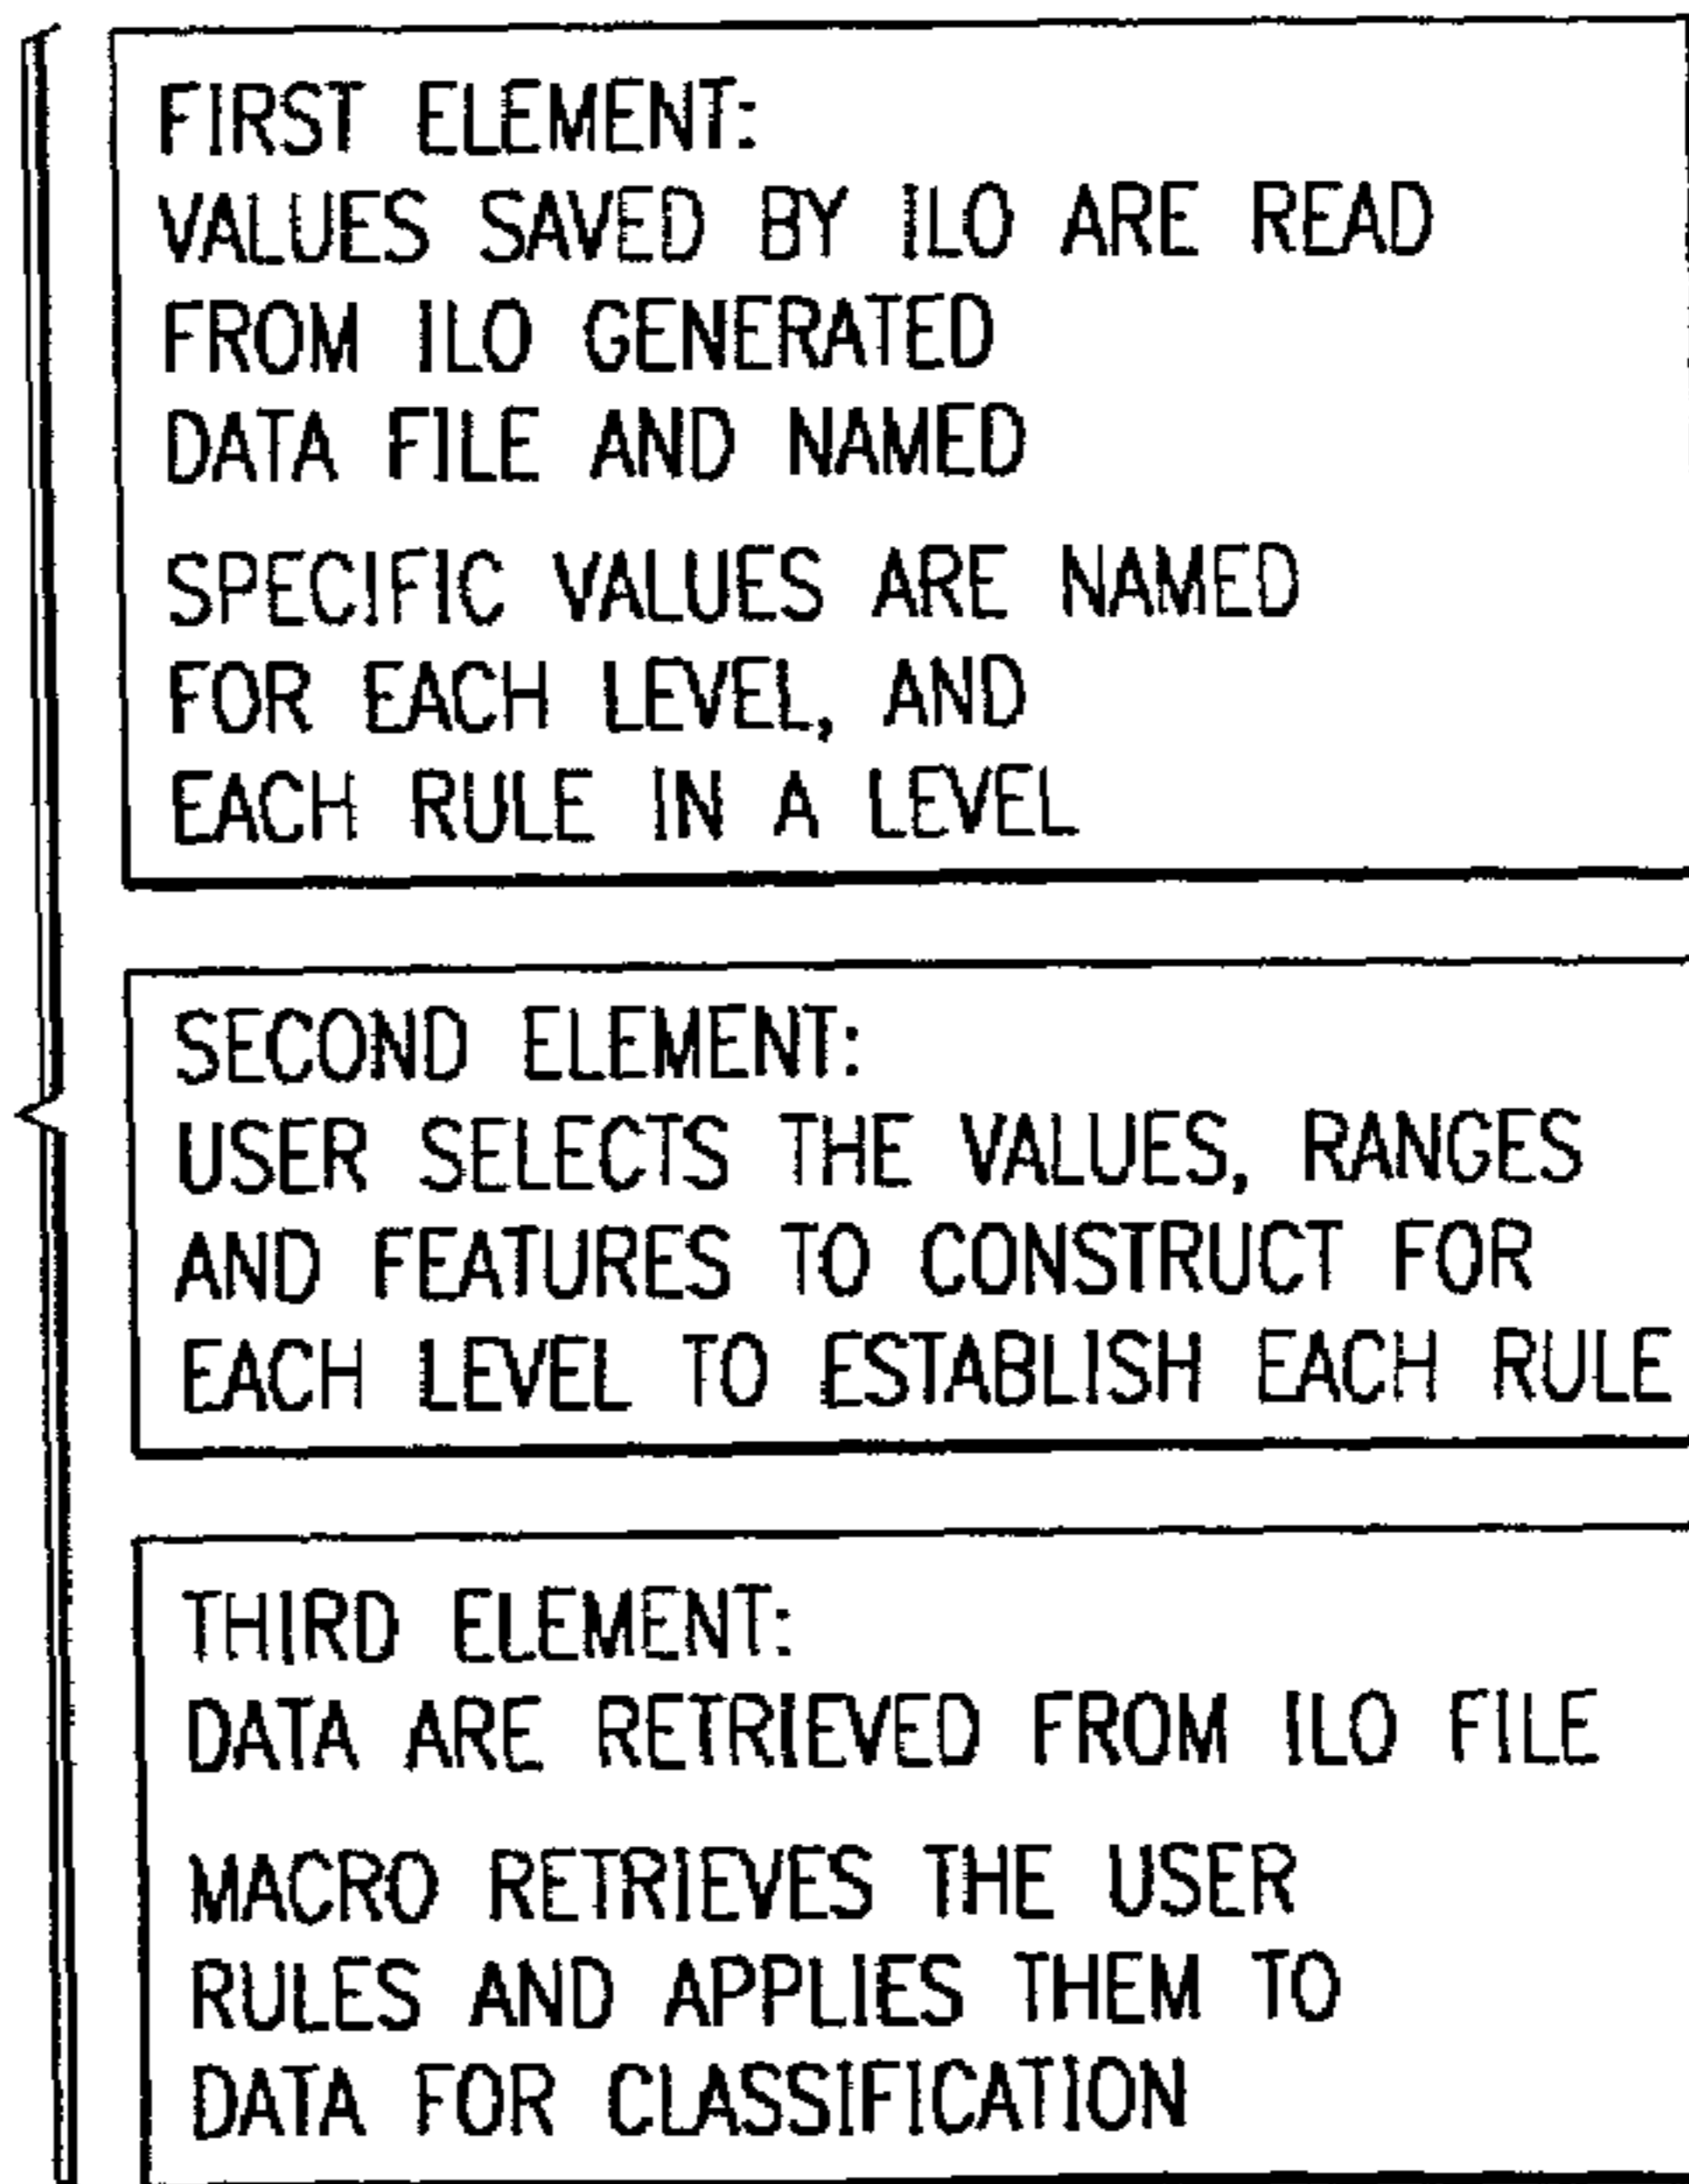 FIRST ELEMENT:
VALUES SAVED BY ILO ARE READ
FROM ILO GENERATED
DATA FILE AND NAMED
SPECIFIC VALUES ARE NAMED
FOR EACH LEVEL, AND
EACH RULE IN A LEVEL
SECOND ELEMENT:
USER SELECTS THE VALUES, RANGES
AND FEATURES TO CONSTRUCT FOR
EACH LEVEL TO ESTABLISH EACH RULE
THIRD ELEMENT:
DATA ARE RETRIEVED FROM ILO FILE
MACRO RETRIEVES THE USER
RULES AND APPLIES THEM TO
DATA FOR CLASSIFICATION